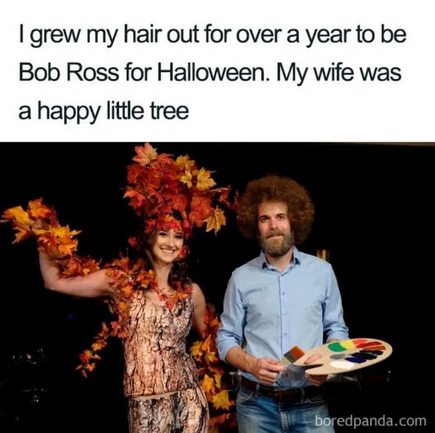 I grew my hair out for over a year to be
Bob Ross for Halloween. My wife was
a happy little tree
boredpanda.com